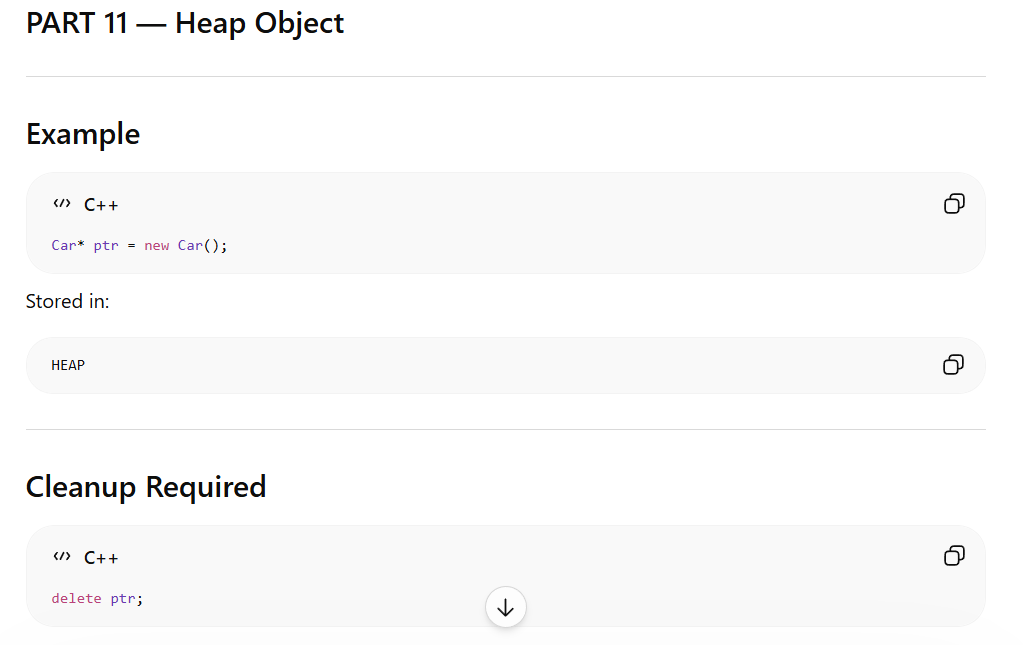 PART 11 — Heap Object
Example
C++
Car* ptr = new Car();
Stored in:
HEAP
Cleanup Required
C++
delete ptr;